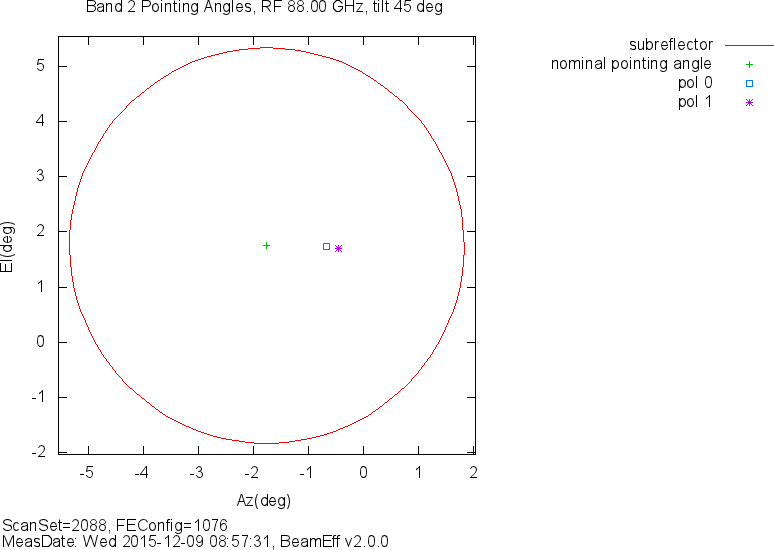 Band 2 Pointing Angles, RF 88.00 GHz, tilt 45 deg
subreflector
nominal pointing angle
pol 0
pol 1
5
4
3
2
1
0
-1
-2
El(deg)
-5 -4 -3 -2 -1 0 1 2
Az(deg)
ScanSet=2088, FEConfig=1076
MeasDate: Wed 2015-12-09 08:57:31, BeamEff v2.0.0